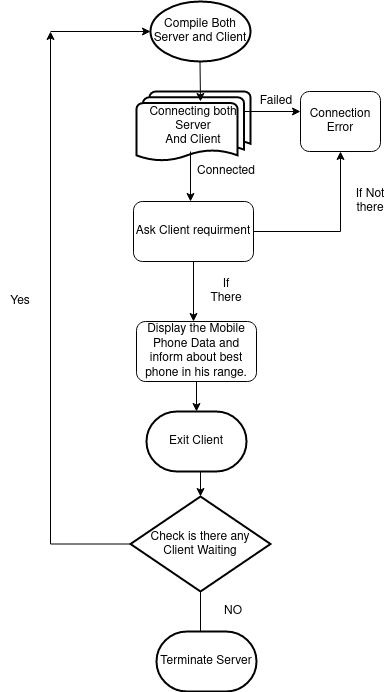 Compile Both
Server and Client
Connecting both
Server
And Client
Failed
Connection
Error
Connected
If Not
there
Ask Client requirment
If
There
Yes
Display the Mobile
Phone Data and
inform about best
phone in his range.
Exit Client
Check is there any
Client Waiting
NO
Terminate Server